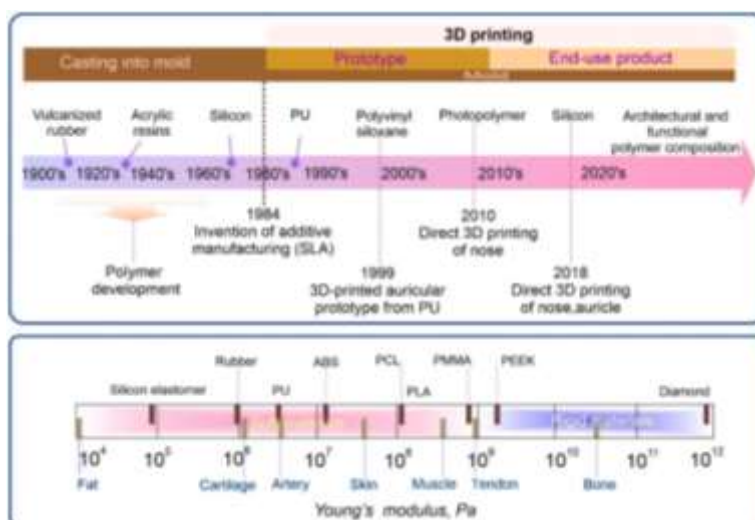 3D printing
Casting into mold
Prototype
End-use product
Vulcanized
rubber
Acrylic
resins
Silicon
PU
Polyvinyl
siloxane
Photopolymer
Silicon
Architectural and
functional
polymer composition
1900's 1920's 1940's 1960's 1980's 1990's 2000's 2010's 2020's
1984
Invention of additive
manufacturing (SLA)
2010
Direct 3D printing
of nose
Polymer
development
1999
3D-printed auricular
prototype from PU
2018
Direct 3D printing
of nose,auricle
Rubber
ABS
PCL
PMMA
PEEK
Silicon elastomer
PU
PLA
Diamond
10⁴ 10⁵ 10⁶ 10⁷ 10⁸ 10⁹ 10¹⁰ 10¹¹ 10¹²
Fat Cartilage Artery Skin Muscle Tendon Bone
Young's modulus, Pa